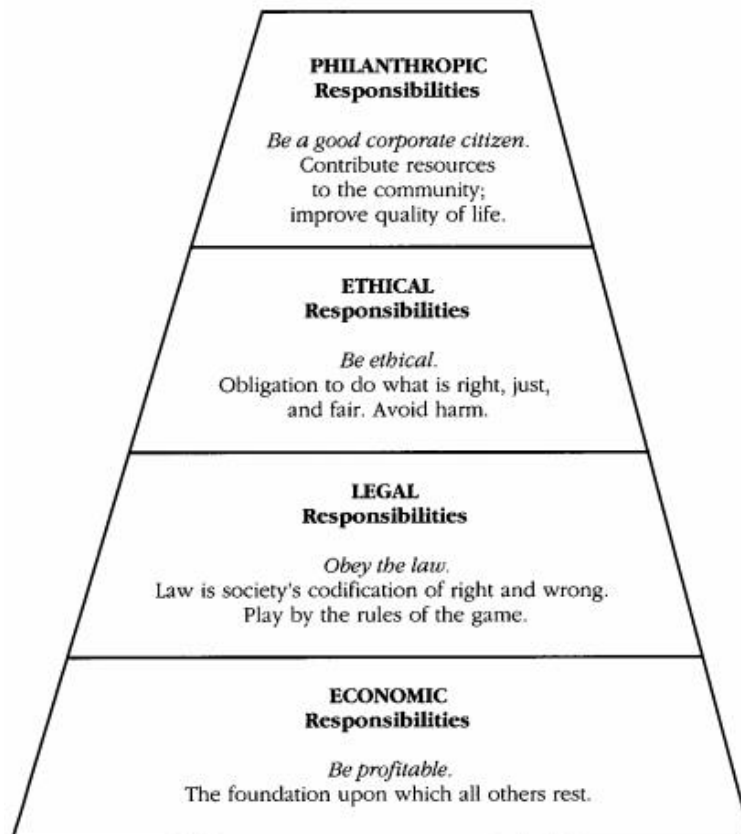 PHILANTHROPIC
Responsibilities
Be a good corporate citizen.
Contribute resources
to the community;
improve quality of life.
ETHICAL
Responsibilities
Be ethical.
Obligation to do what is right, just,
and fair. Avoid harm.
LEGAL
Responsibilities
Obey the law.
Law is society's codification of right and wrong.
Play by the rules of the game.
ECONOMIC
Responsibilities
Be profitable.
The foundation upon which all others rest.